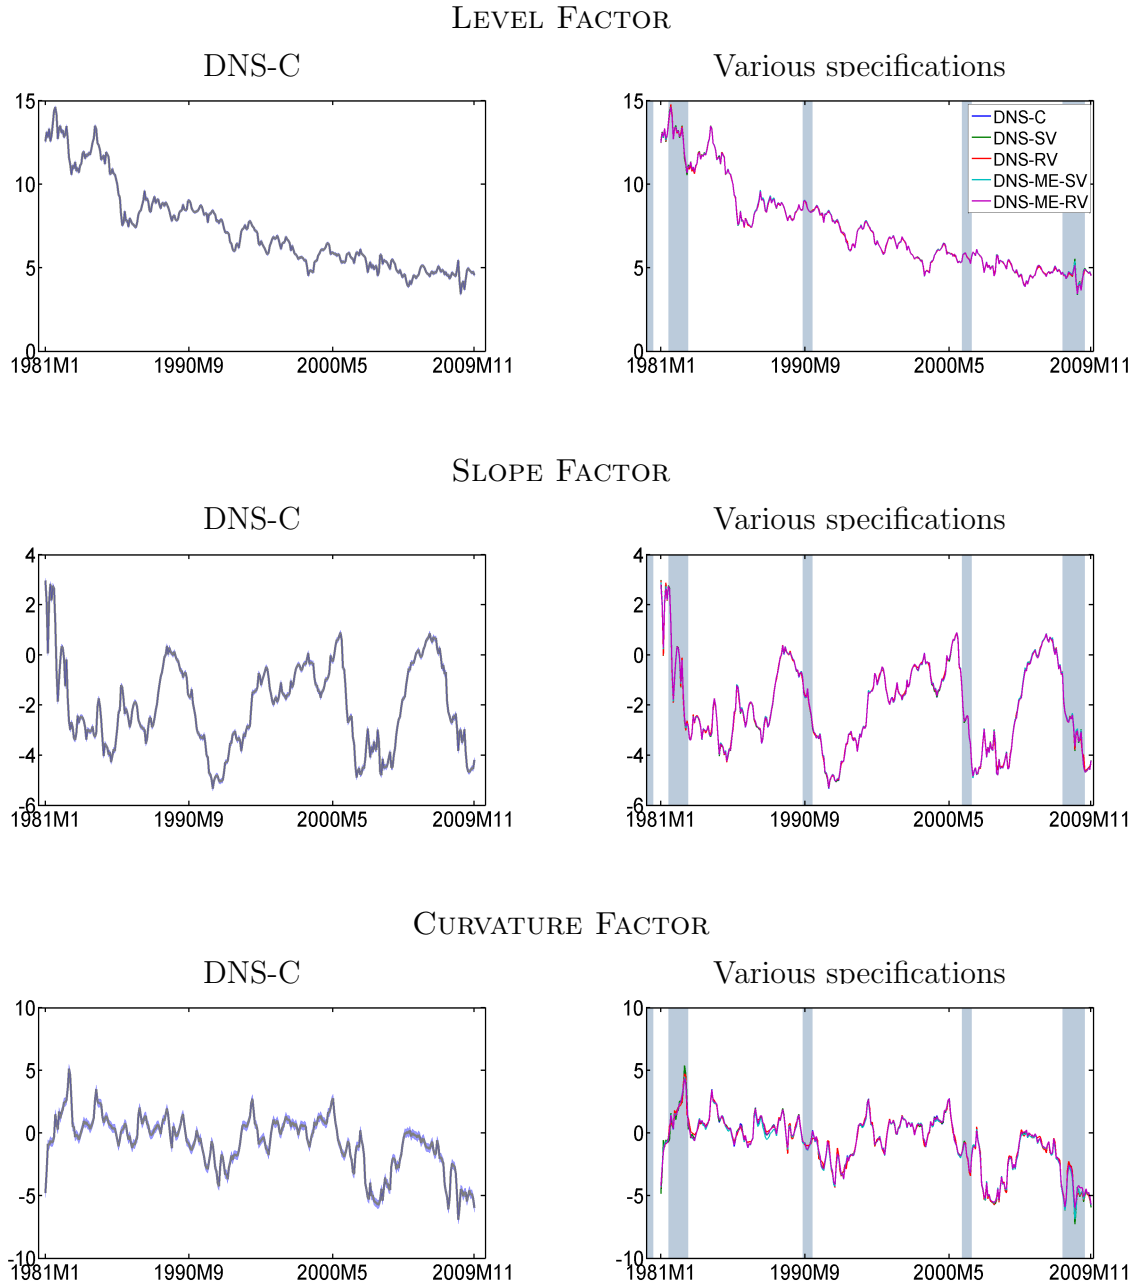 LEVEL FACTOR
DNS-C
Various specifications
15
10
5
0
1981M1 1990M9 2000M5 2009M11
15
10
5
0
1981M1 1990M9 2000M5 2009M11
DNS-C
DNS-SV
DNS-RV
DNS-ME-SV
DNS-ME-RV
SLOPE FACTOR
DNS-C
Various specifications
4
2
0
-2
-4
-6
1981M1 1990M9 2000M5 2009M11
4
2
0
-2
-4
-6
1981M1 1990M9 2000M5 2009M11
CURVATURE FACTOR
DNS-C
Various specifications
10
5
0
-5
-10
1981M1 1990M9 2000M5 2009M11
10
5
0
-5
-10
1981M1 1990M9 2000M5 2009M11